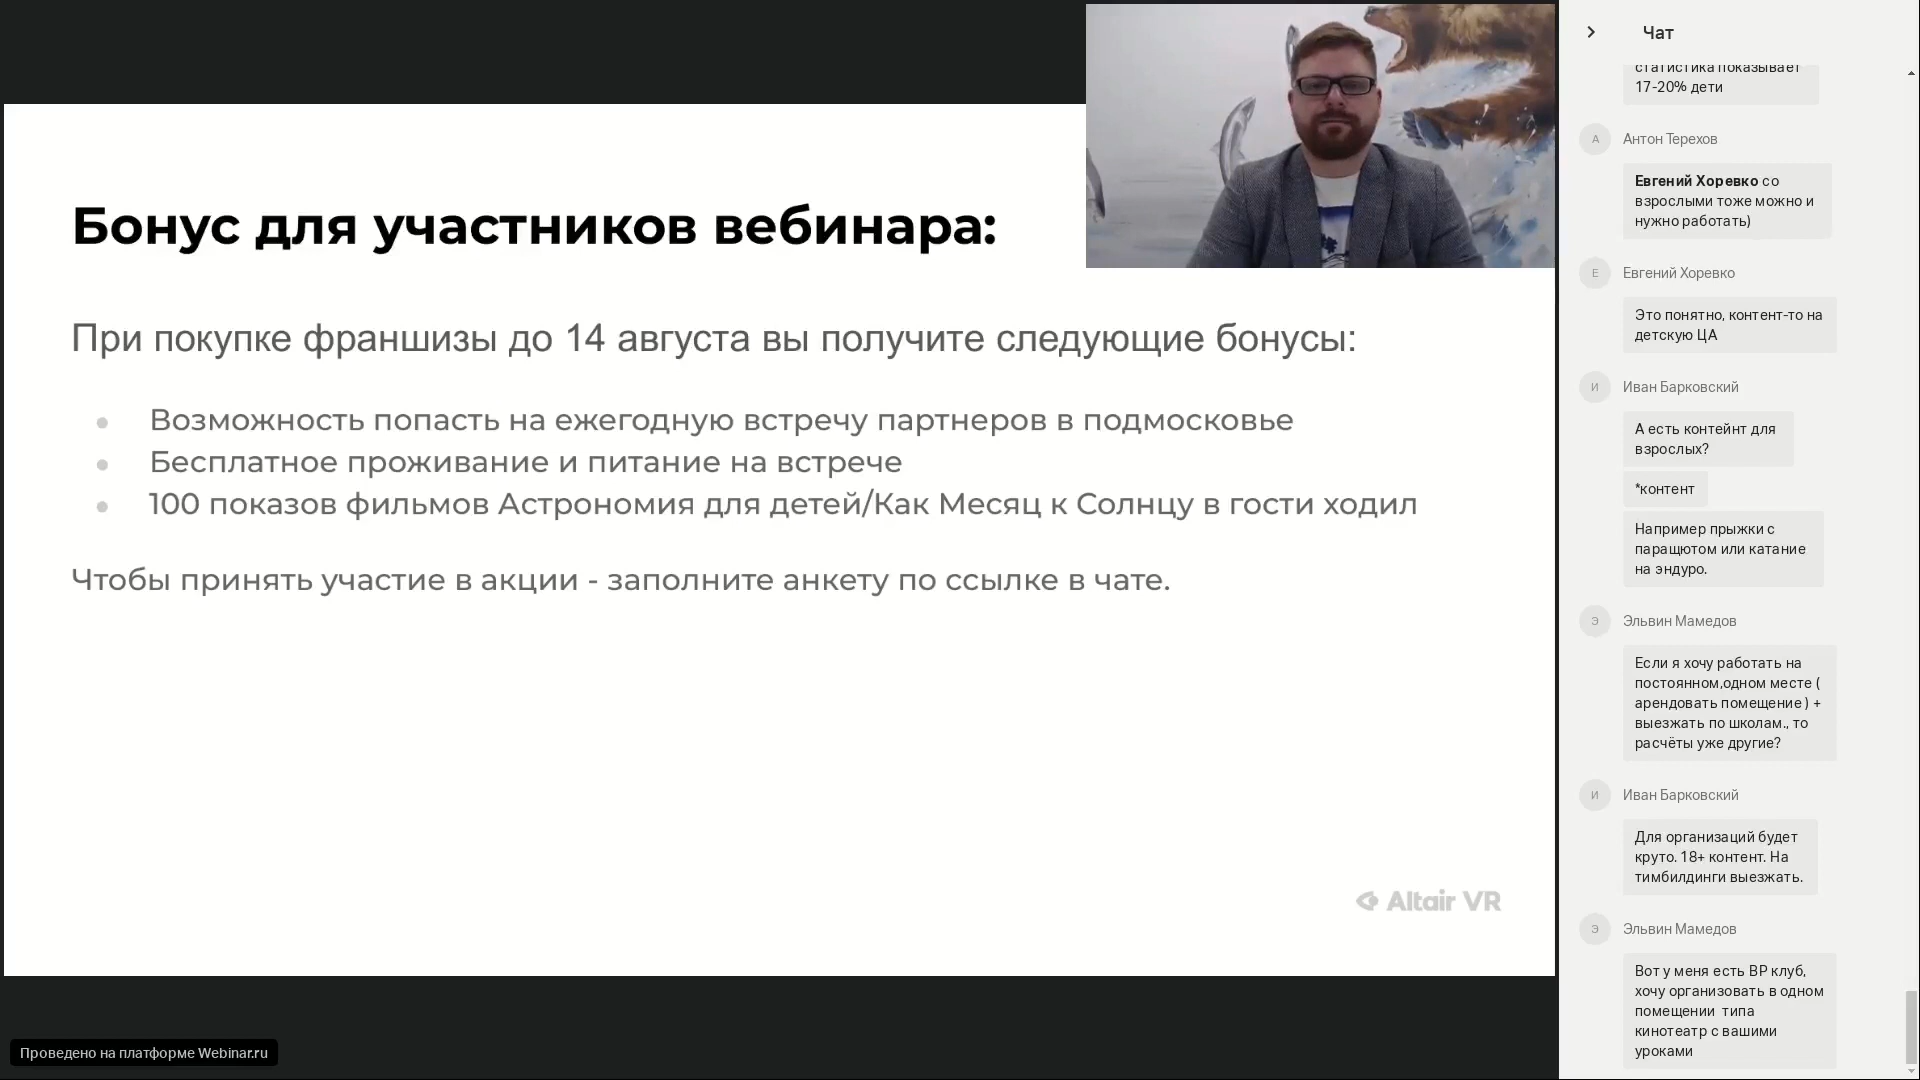 Бонус для участников вебинара:
При покупке франшизы до 14 августа вы получите следующие бонусы:
Возможность попасть на ежегодную встречу партнеров в подмосковье
Бесплатное проживание и питание на встрече
100 показов фильмов Астрономия для детей/Как Месяц к Солнцу в гости ходил
Чтобы принять участие в акции - заполните анкету по ссылке в чате.
Altair VR
Проведено на платформе Webinar.ru
Чат
статистика показывает
17-20% дети
А
Антон Терехов
Евгений Хоревко со
взрослыми тоже можно и
нужно работать)
Е
Евгений Хоревко
Это понятно, контент-то на
детскую ЦА
И
Иван Барковский
А есть контейнт для
взрослых?
*контент
Например прыжки с
паращютом или катание
на эндуро.
Э
Эльвин Мамедов
Если я хочу работать на
постоянном,одном месте (
арендовать помещение ) +
выезжать по школам., то
расчёты уже другие?
И
Иван Барковский
Для организаций будет
круто. 18+ контент. На
тимбилдинги выезжать.
Э
Эльвин Мамедов
Вот у меня есть ВР клуб,
хочу организовать в одном
помещении типа
кинотеатр с вашими
уроками